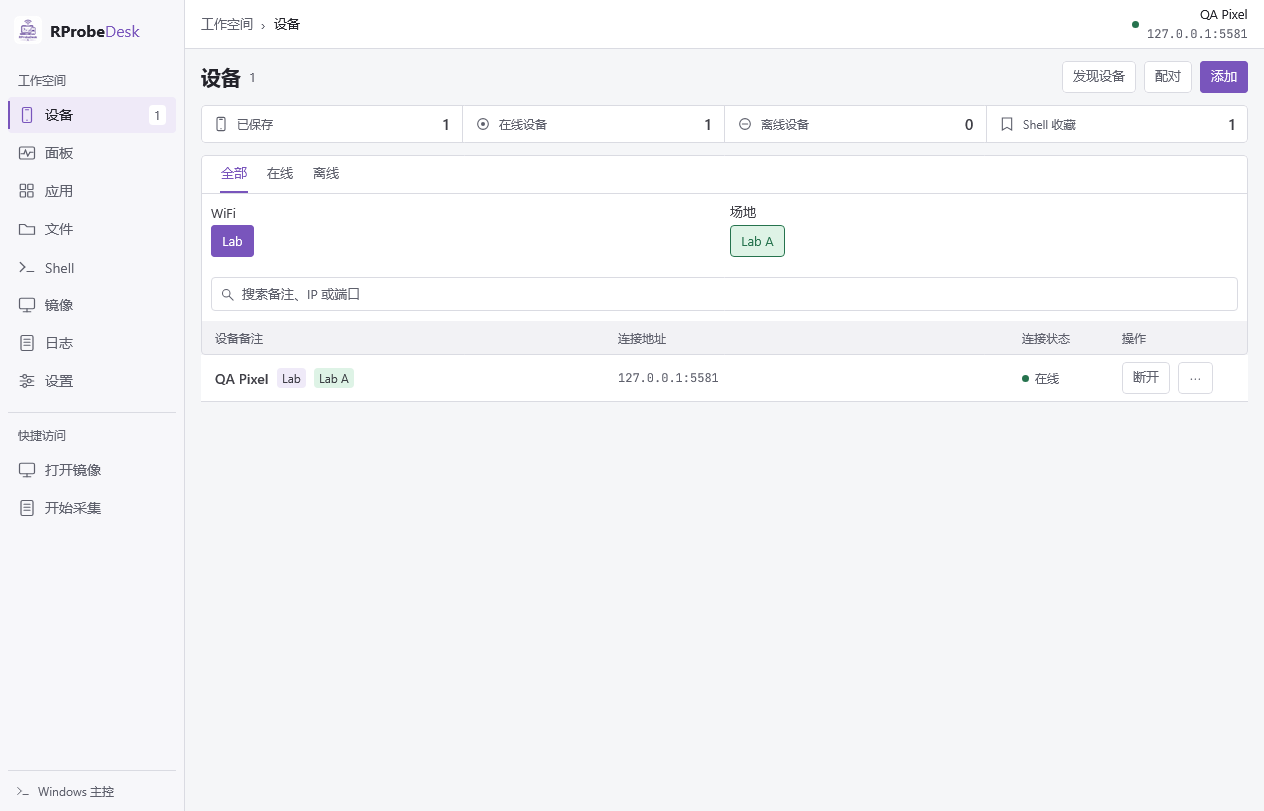 RProbeDesk
工作空间
设备 1
面板
应用
文件
Shell
镜像
日志
设置
快捷访问
打开镜像
开始采集
Windows 主控
工作空间 › 设备
QA Pixel
127.0.0.1:5581
设备 1
发现设备 配对 添加
已保存 1 在线设备 1 离线设备 0 Shell 收藏 1
全部 在线 离线
WiFi 场地
Lab Lab A
搜索备注、IP 或端口
设备备注 连接地址 连接状态 操作
QA Pixel Lab Lab A 127.0.0.1:5581 在线 断开 ...